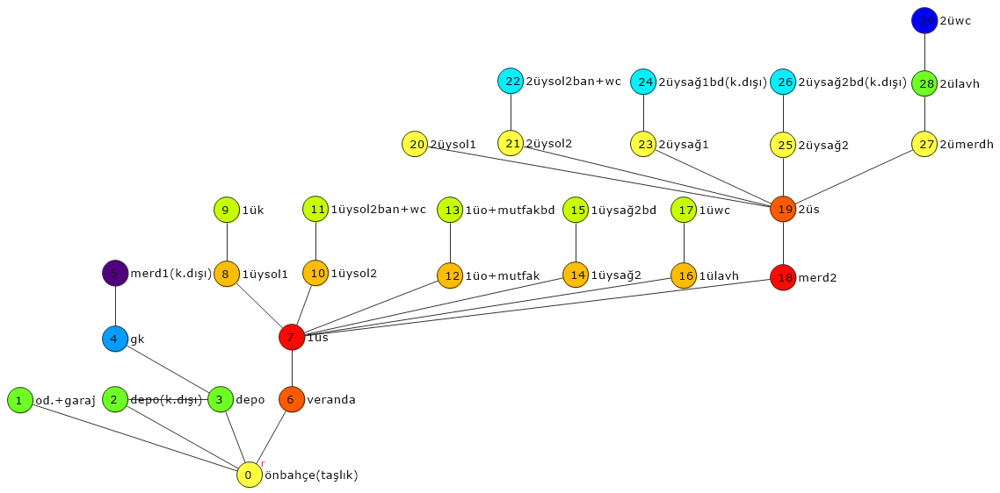 29 2üwc
22 2üysol2ban+wc
24 2üysağ1bd(k.dışı)
26 2üysağ2bd(k.dışı)
28 2ülavh
20 2üysol1
21 2üysol2
23 2üysağ1
25 2üysağ2
27 2ümerdh
9 1ük
11 1üysol2ban+wc
13 1üo+mutfakbd
15 1üysağ2bd
17 1üwc
19 2üs
5 merd1(k.dışı)
8 1üysol1
10 1üysol2
12 1üo+mutfak
14 1üysağ2
16 1ülavh
18 merd2
4 gk
7 1üs
1 od.+garaj
2 depo(k.dışı)
3 depo
6 veranda
r
0 önbahçe(taşlık)